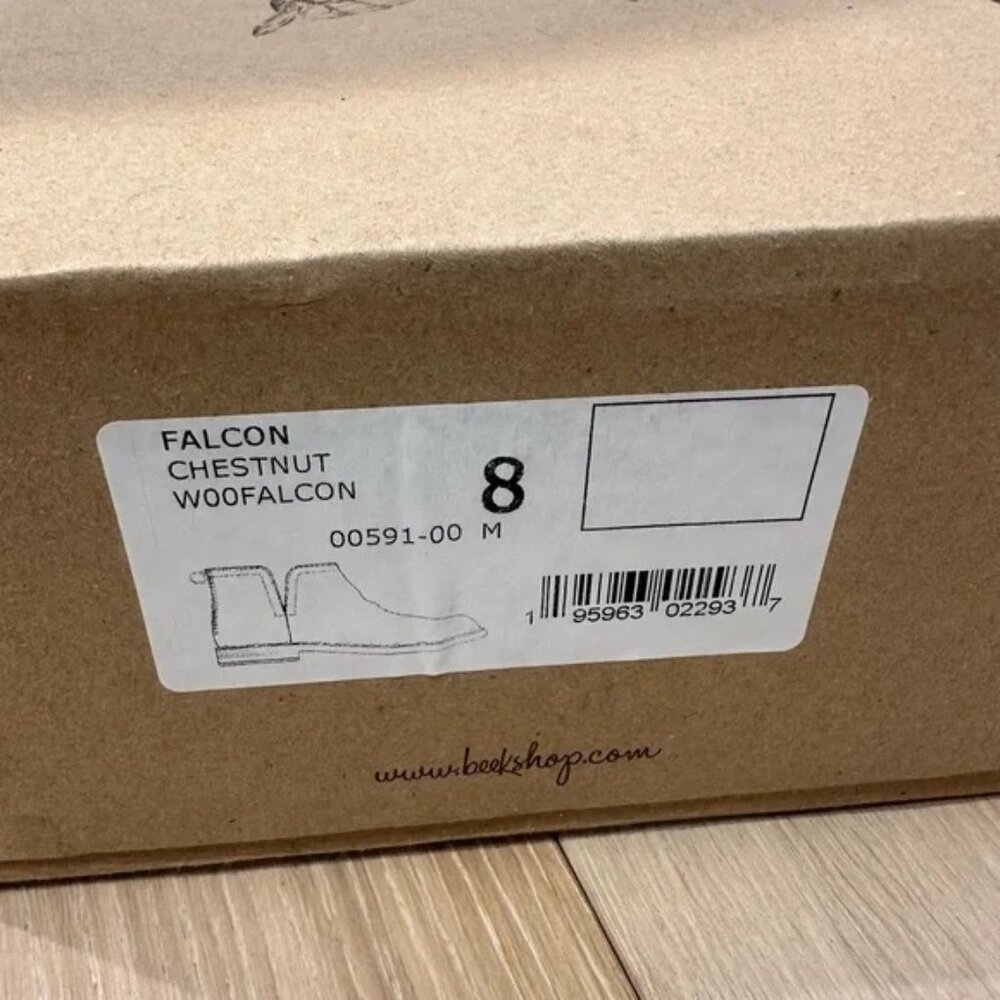 FALCON
CHESTNUT
W00FALCON
8
00591-00 M
1 95963 02293 7
www.beekshop.com